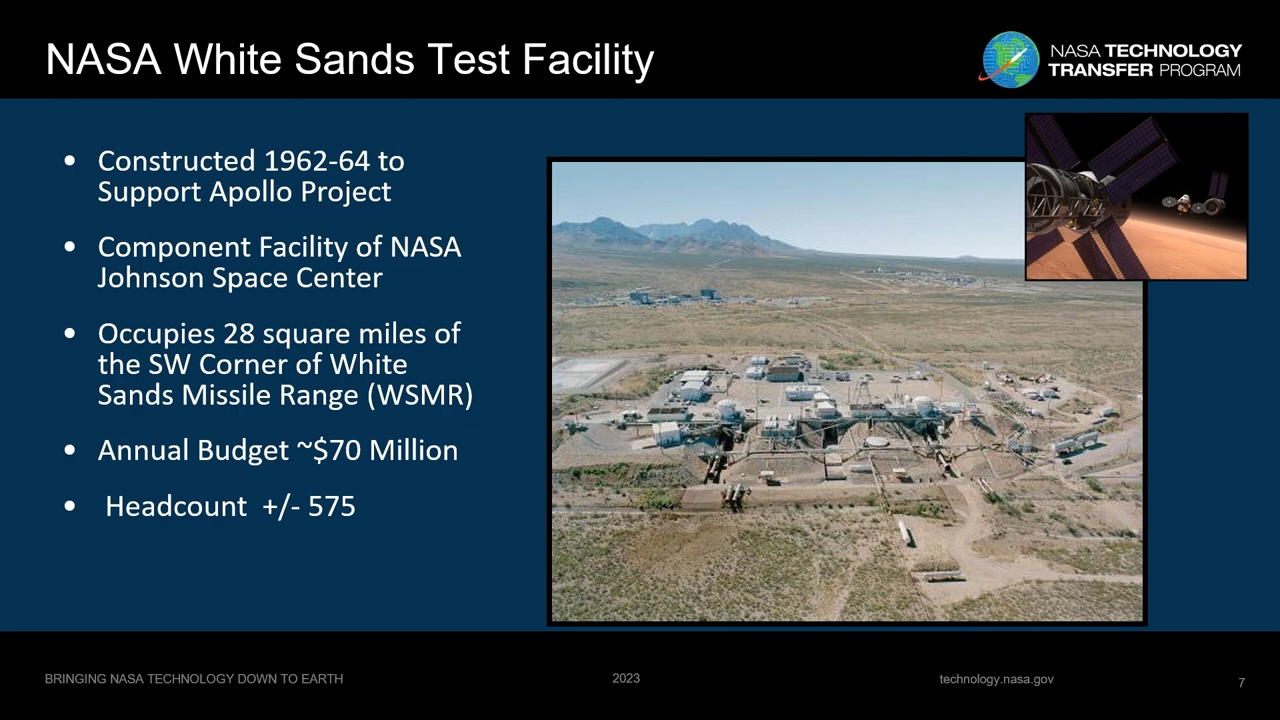 NASA White Sands Test Facility
NASA TECHNOLOGY
TRANSFER PROGRAM
• Constructed 1962-64 to
Support Apollo Project
• Component Facility of NASA
Johnson Space Center
• Occupies 28 square miles of
the SW Corner of White
Sands Missile Range (WSMR)
• Annual Budget ~$70 Million
• Headcount +/- 575
BRINGING NASA TECHNOLOGY DOWN TO EARTH
2023
technology.nasa.gov
7